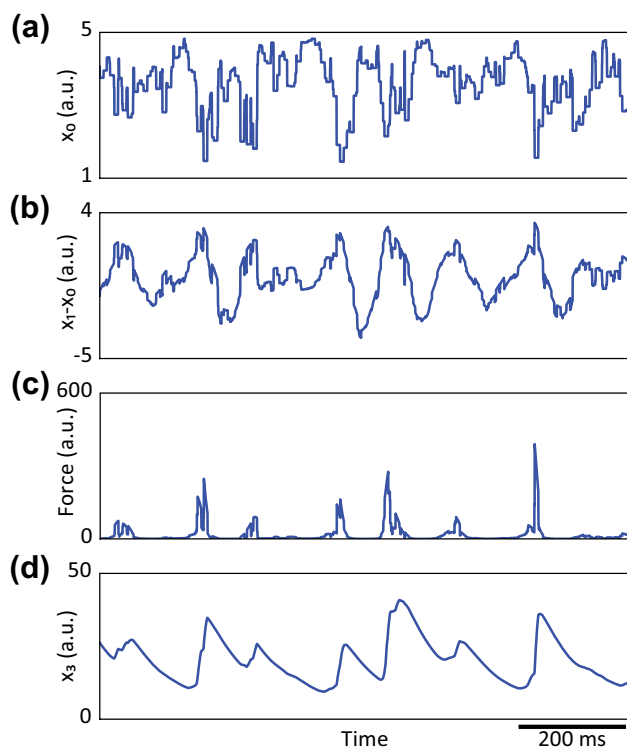 (a)
5
x₀ (a.u.)
1
(b)
4
x₁-x₀ (a.u.)
-5
(c)
600
Force (a.u.)
0
(d)
50
x₃ (a.u.)
0
Time
200 ms